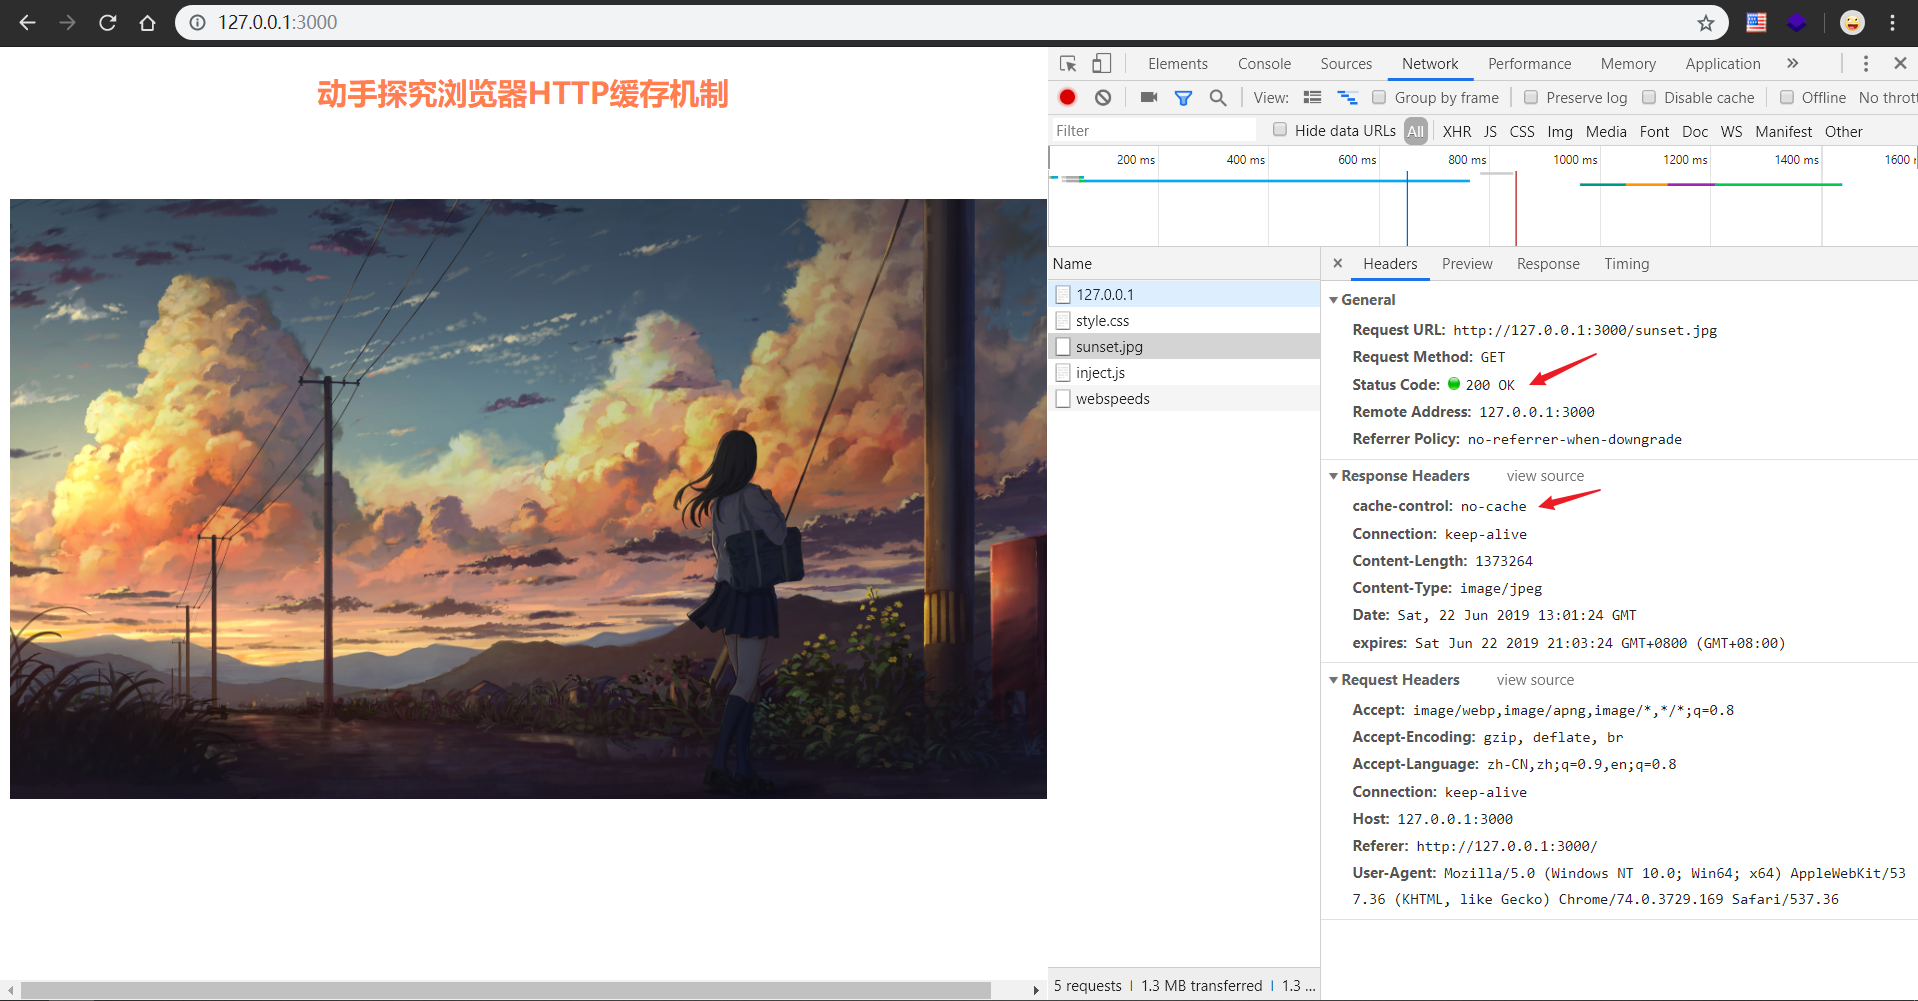 127.0.0.1:3000
动手探究浏览器HTTP缓存机制
Elements Console Sources Network Performance Memory Application »
View: Group by frame Preserve log Disable cache Offline No thrott
Filter Hide data URLs All XHR JS CSS Img Media Font Doc WS Manifest Other
200 ms 400 ms 600 ms 800 ms 1000 ms 1200 ms 1400 ms 1600
Name
127.0.0.1
style.css
sunset.jpg
inject.js
webspeeds
5 requests | 1.3 MB transferred | 1.3 ...
× Headers Preview Response Timing
General
Request URL: http://127.0.0.1:3000/sunset.jpg
Request Method: GET
Status Code: 200 OK
Remote Address: 127.0.0.1:3000
Referrer Policy: no-referrer-when-downgrade
Response Headers view source
cache-control: no-cache
Connection: keep-alive
Content-Length: 1373264
Content-Type: image/jpeg
Date: Sat, 22 Jun 2019 13:01:24 GMT
expires: Sat Jun 22 2019 21:03:24 GMT+0800 (GMT+08:00)
Request Headers view source
Accept: image/webp,image/apng,image/*,*/*;q=0.8
Accept-Encoding: gzip, deflate, br
Accept-Language: zh-CN,zh;q=0.9,en;q=0.8
Connection: keep-alive
Host: 127.0.0.1:3000
Referer: http://127.0.0.1:3000/
User-Agent: Mozilla/5.0 (Windows NT 10.0; Win64; x64) AppleWebKit/53
7.36 (KHTML, like Gecko) Chrome/74.0.3729.169 Safari/537.36